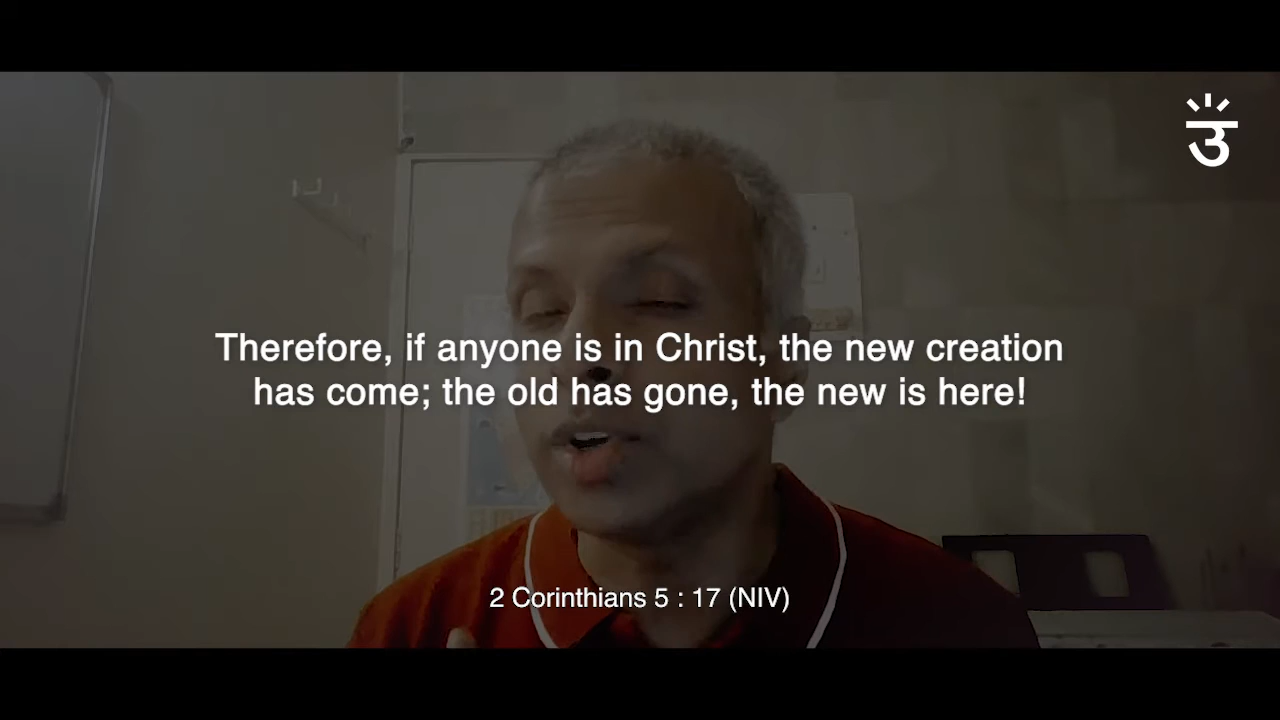 उ
Therefore, if anyone is in Christ, the new creation
has come; the old has gone, the new is here!
2 Corinthians 5 : 17 (NIV)